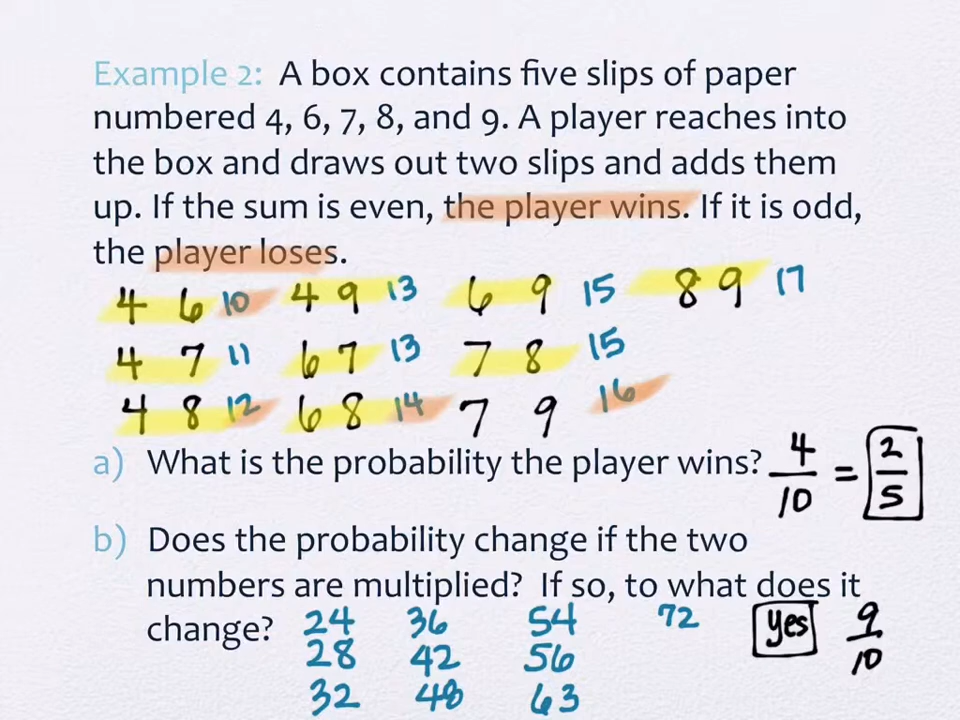 Example 2: A box contains five slips of paper
numbered 4, 6, 7, 8, and 9. A player reaches into
the box and draws out two slips and adds them
up. If the sum is even, the player wins. If it is odd,
the player loses.
4 6 10 4 9 13 6 9 15 8 9 17
4 7 11 6 7 13 7 8 15
4 8 12 6 8 14 7 9 16
a) What is the probability the player wins? 4/10 = 2/5
b) Does the probability change if the two
numbers are multiplied? If so, to what does it
change? 24 36 54 72 yes 9/10
28 42 56
32 48 63